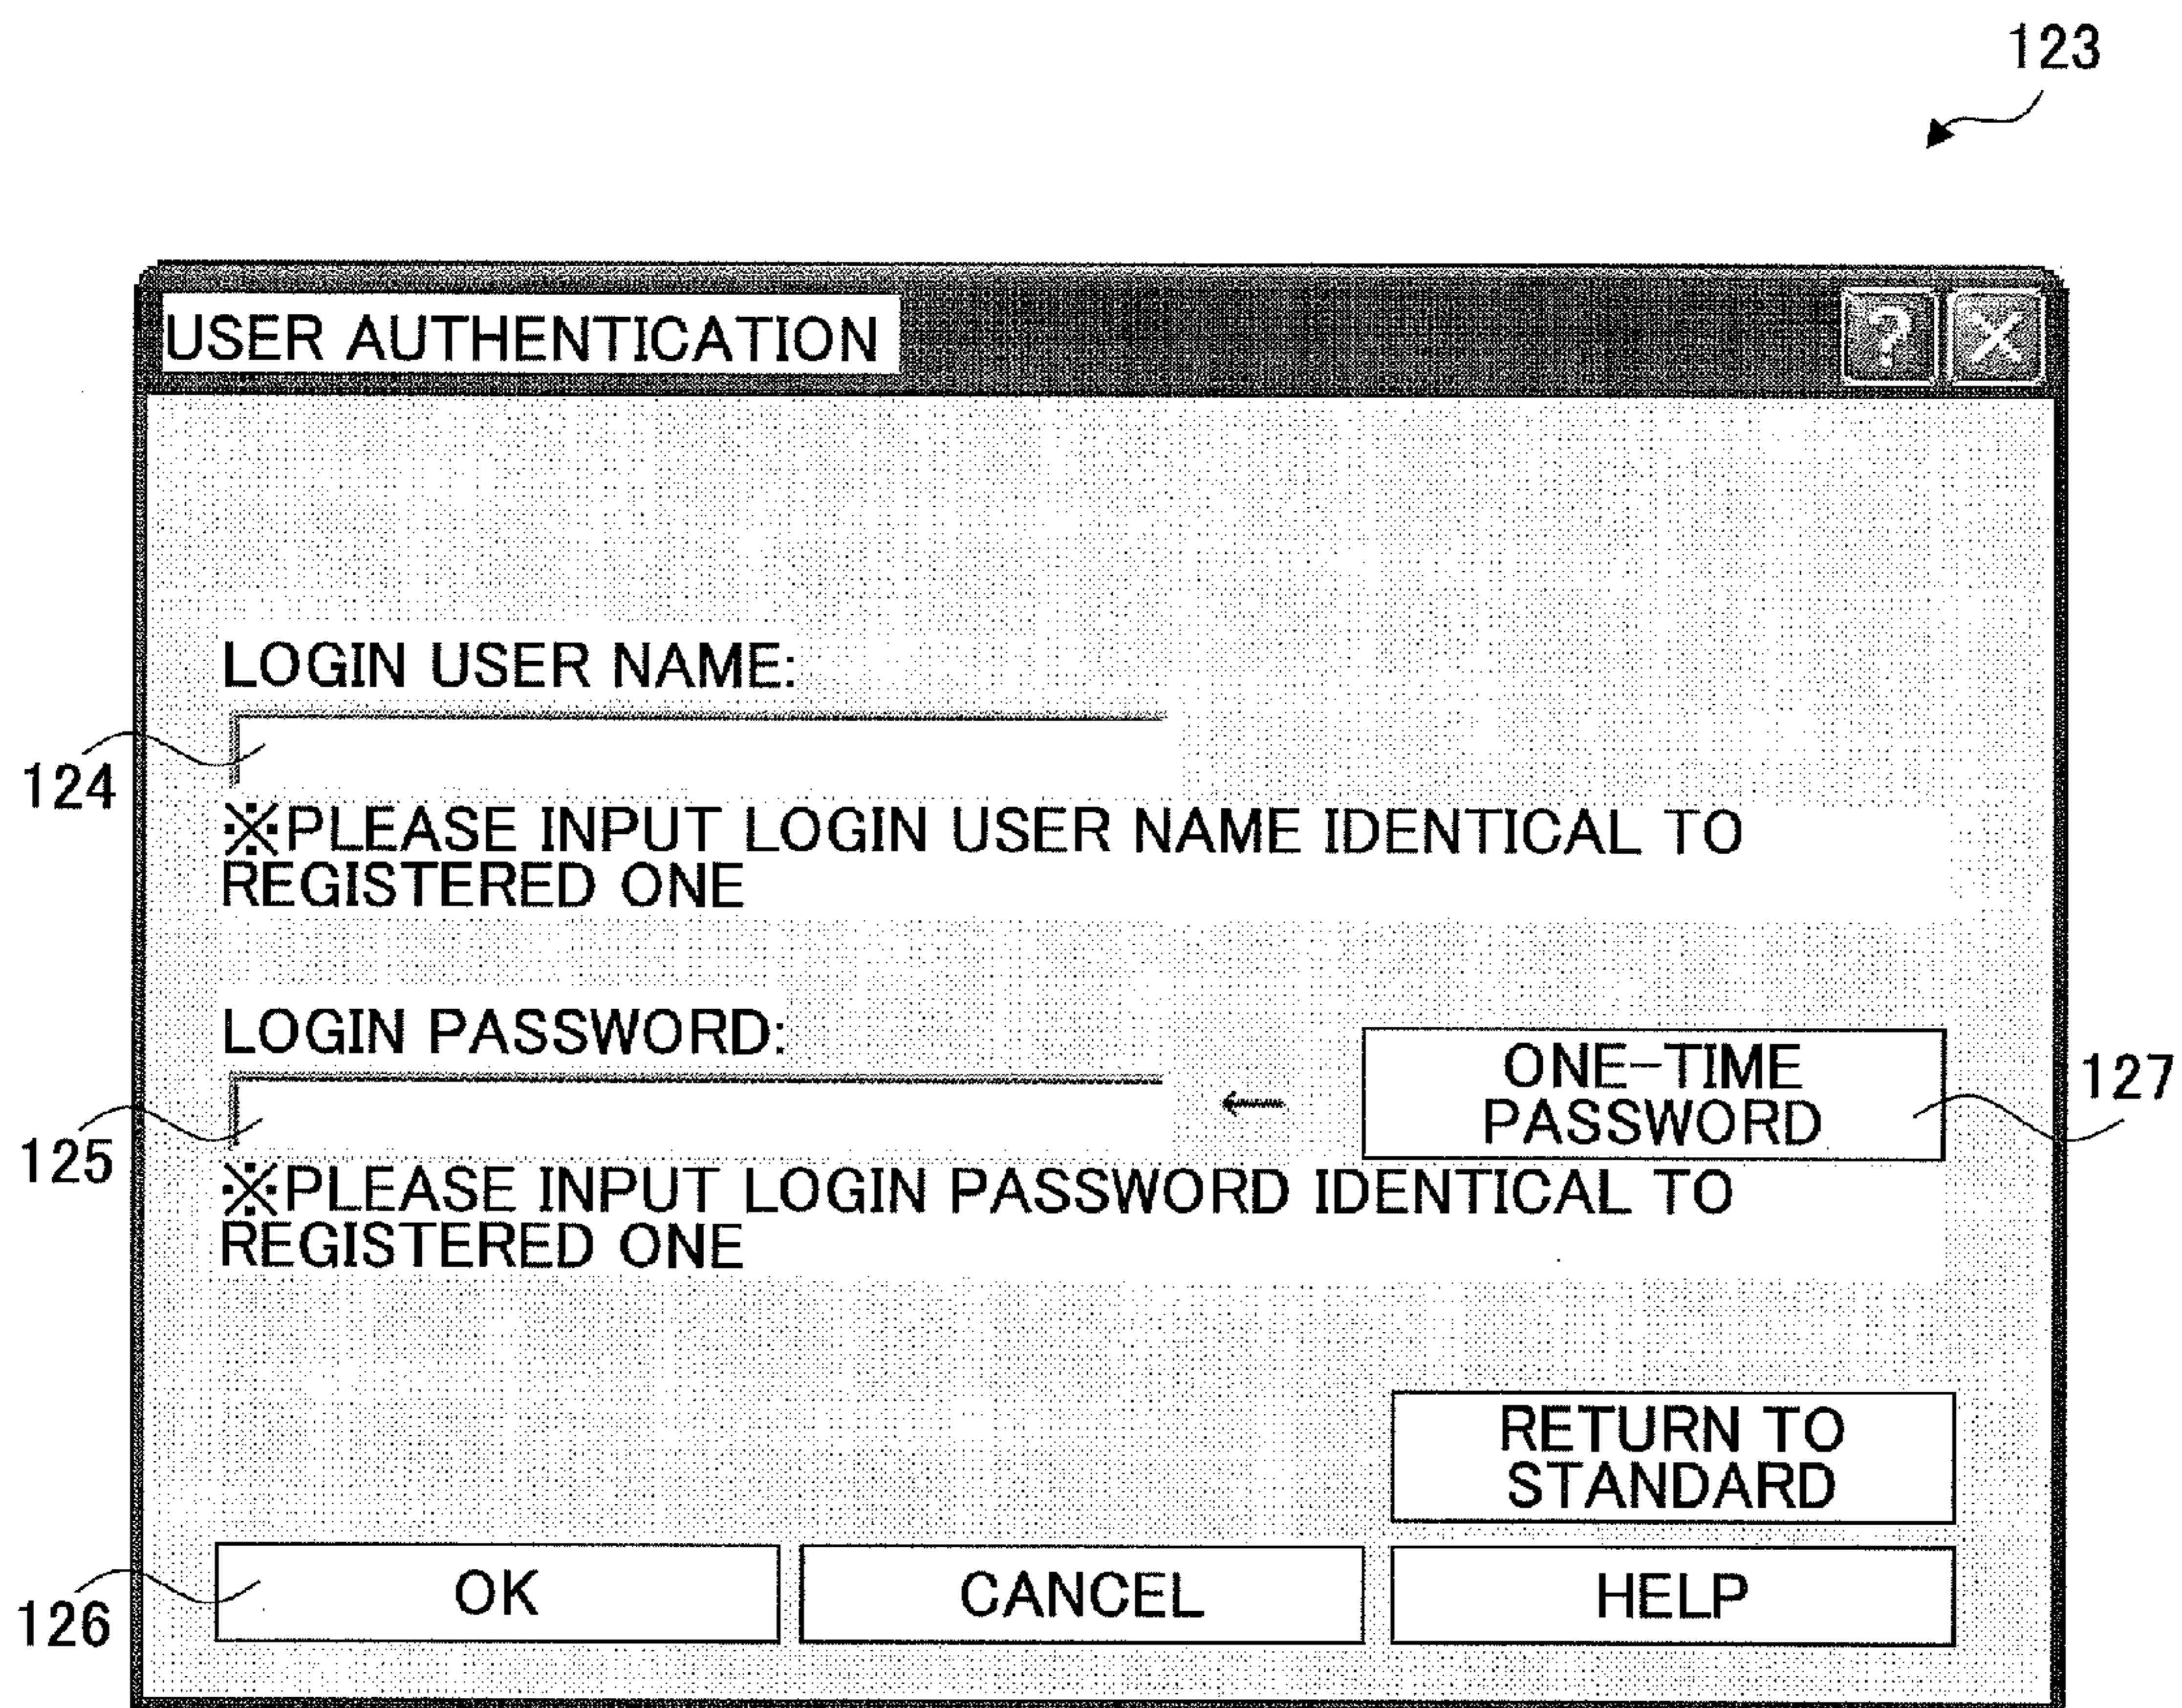 123
USER AUTHENTICATION
?
X
LOGIN USER NAME:
124
※PLEASE INPUT LOGIN USER NAME IDENTICAL TO
REGISTERED ONE
LOGIN PASSWORD:
ONE-TIME
PASSWORD
←
127
125
※PLEASE INPUT LOGIN PASSWORD IDENTICAL TO
REGISTERED ONE
RETURN TO
STANDARD
126
OK
CANCEL
HELP